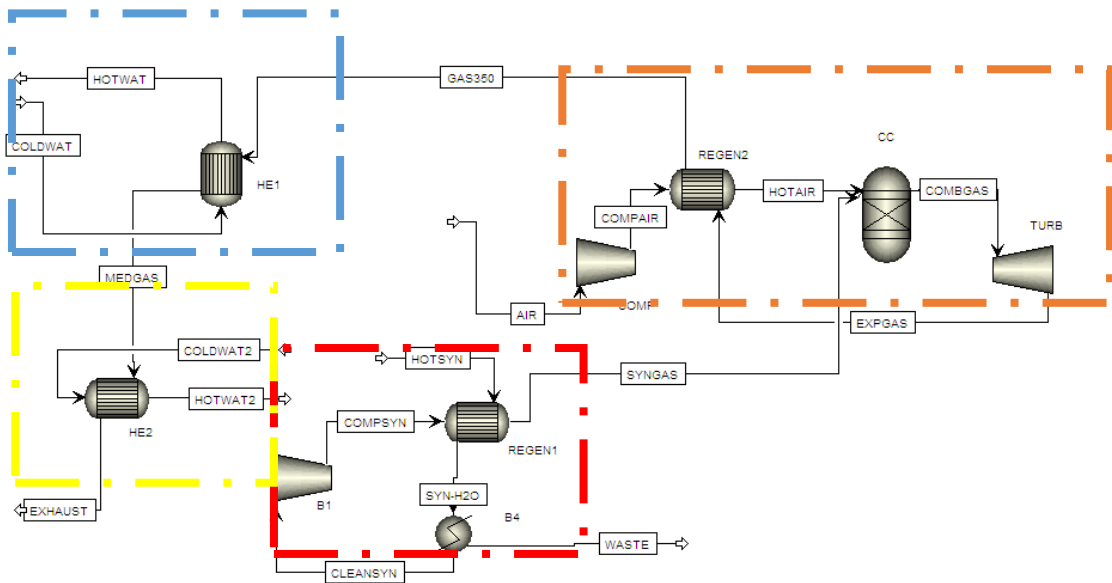 HOTWAT
GAS350
COLDWAT
HE1
REGEN2
CC
HOTAIR
COMBGAS
COMPAIR
TURB
MEDGAS
AIR
COMP
EXPGAS
COLDWAT2
HOTSYN
SYNGAS
HOTWAT2
COMPSYN
HE2
REGEN1
SYN-H2O
B1
B4
EXHAUST
WASTE
CLEANSYN